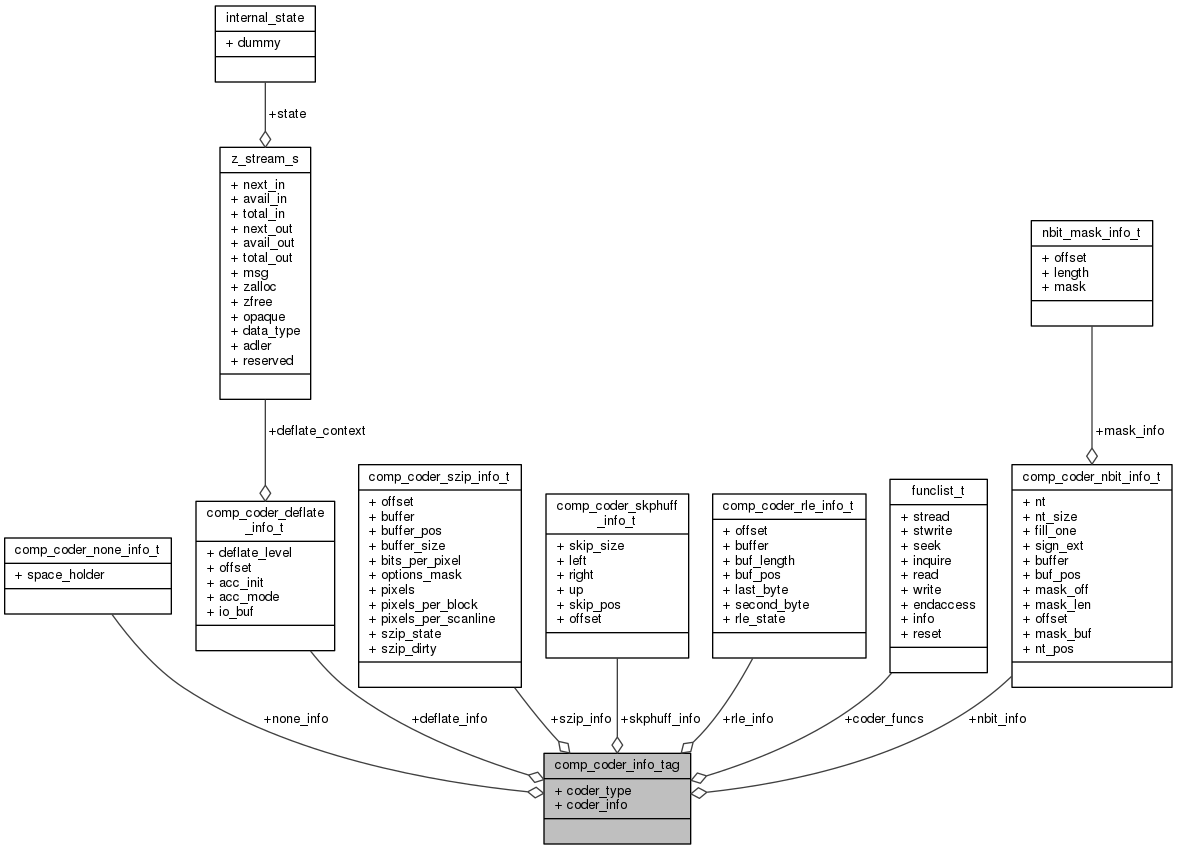 internal_state
+ dummy
+state
z_stream_s
+ next_in
+ avail_in
+ total_in
+ next_out
+ avail_out
+ total_out
+ msg
+ zalloc
+ zfree
+ opaque
+ data_type
+ adler
+ reserved
nbit_mask_info_t
+ offset
+ length
+ mask
+deflate_context
+mask_info
comp_coder_none_info_t
+ space_holder
comp_coder_deflate
_info_t
+ deflate_level
+ offset
+ acc_init
+ acc_mode
+ io_buf
comp_coder_szip_info_t
+ offset
+ buffer
+ buffer_pos
+ buffer_size
+ bits_per_pixel
+ options_mask
+ pixels
+ pixels_per_block
+ pixels_per_scanline
+ szip_state
+ szip_dirty
comp_coder_skphuff
_info_t
+ skip_size
+ left
+ right
+ up
+ skip_pos
+ offset
comp_coder_rle_info_t
+ offset
+ buffer
+ buf_length
+ buf_pos
+ last_byte
+ second_byte
+ rle_state
funclist_t
+ stread
+ stwrite
+ seek
+ inquire
+ read
+ write
+ endaccess
+ info
+ reset
comp_coder_nbit_info_t
+ nt
+ nt_size
+ fill_one
+ sign_ext
+ buffer
+ buf_pos
+ mask_off
+ mask_len
+ offset
+ mask_buf
+ nt_pos
+none_info
+deflate_info
+szip_info
+skphuff_info
+rle_info
+coder_funcs
+nbit_info
comp_coder_info_tag
+ coder_type
+ coder_info